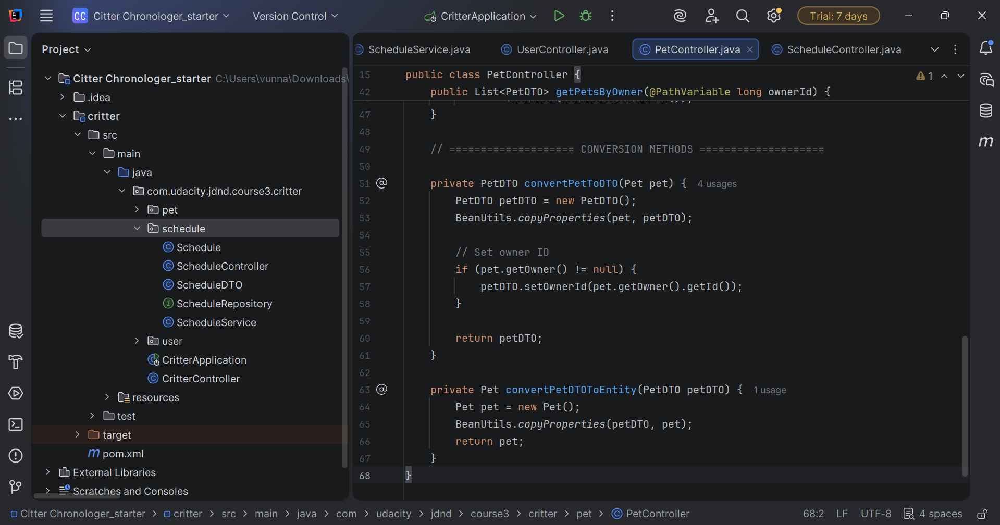 CC Citter Chronologer_starter Version Control CritterApplication Trial: 7 days
Project
Citter Chronologer_starter C:\Users\vunna\Downloads\
.idea
critter
src
main
java
com.udacity.jdnd.course3.critter
pet
schedule
Schedule
ScheduleController
ScheduleDTO
ScheduleRepository
ScheduleService
user
CritterApplication
CritterController
resources
test
target
m pom.xml
External Libraries
Scratches and Consoles
ScheduleService.java UserController.java PetController.java ScheduleController.java
15 public class PetController { 1
42 public List<PetDTO> getPetsByOwner(@PathVariable long ownerId) {
47 }
48
49 // ==================== CONVERSION METHODS ====================
50
51 @ private PetDTO convertPetToDTO(Pet pet) { 4 usages
52 PetDTO petDTO = new PetDTO();
53 BeanUtils.copyProperties(pet, petDTO);
54
55 // Set owner ID
56 if (pet.getOwner() != null) {
57 petDTO.setOwnerId(pet.getOwner().getId());
58 }
59
60 return petDTO;
61 }
62
63 @ private Pet convertPetDTOToEntity(PetDTO petDTO) { 1 usage
64 Pet pet = new Pet();
65 BeanUtils.copyProperties(petDTO, pet);
66 return pet;
67 }
68 }
m
Citter Chronologer_starter > critter > src > main > java > com > udacity > jdnd > course3 > critter > pet > PetController 68:2 LF UTF-8 4 spaces